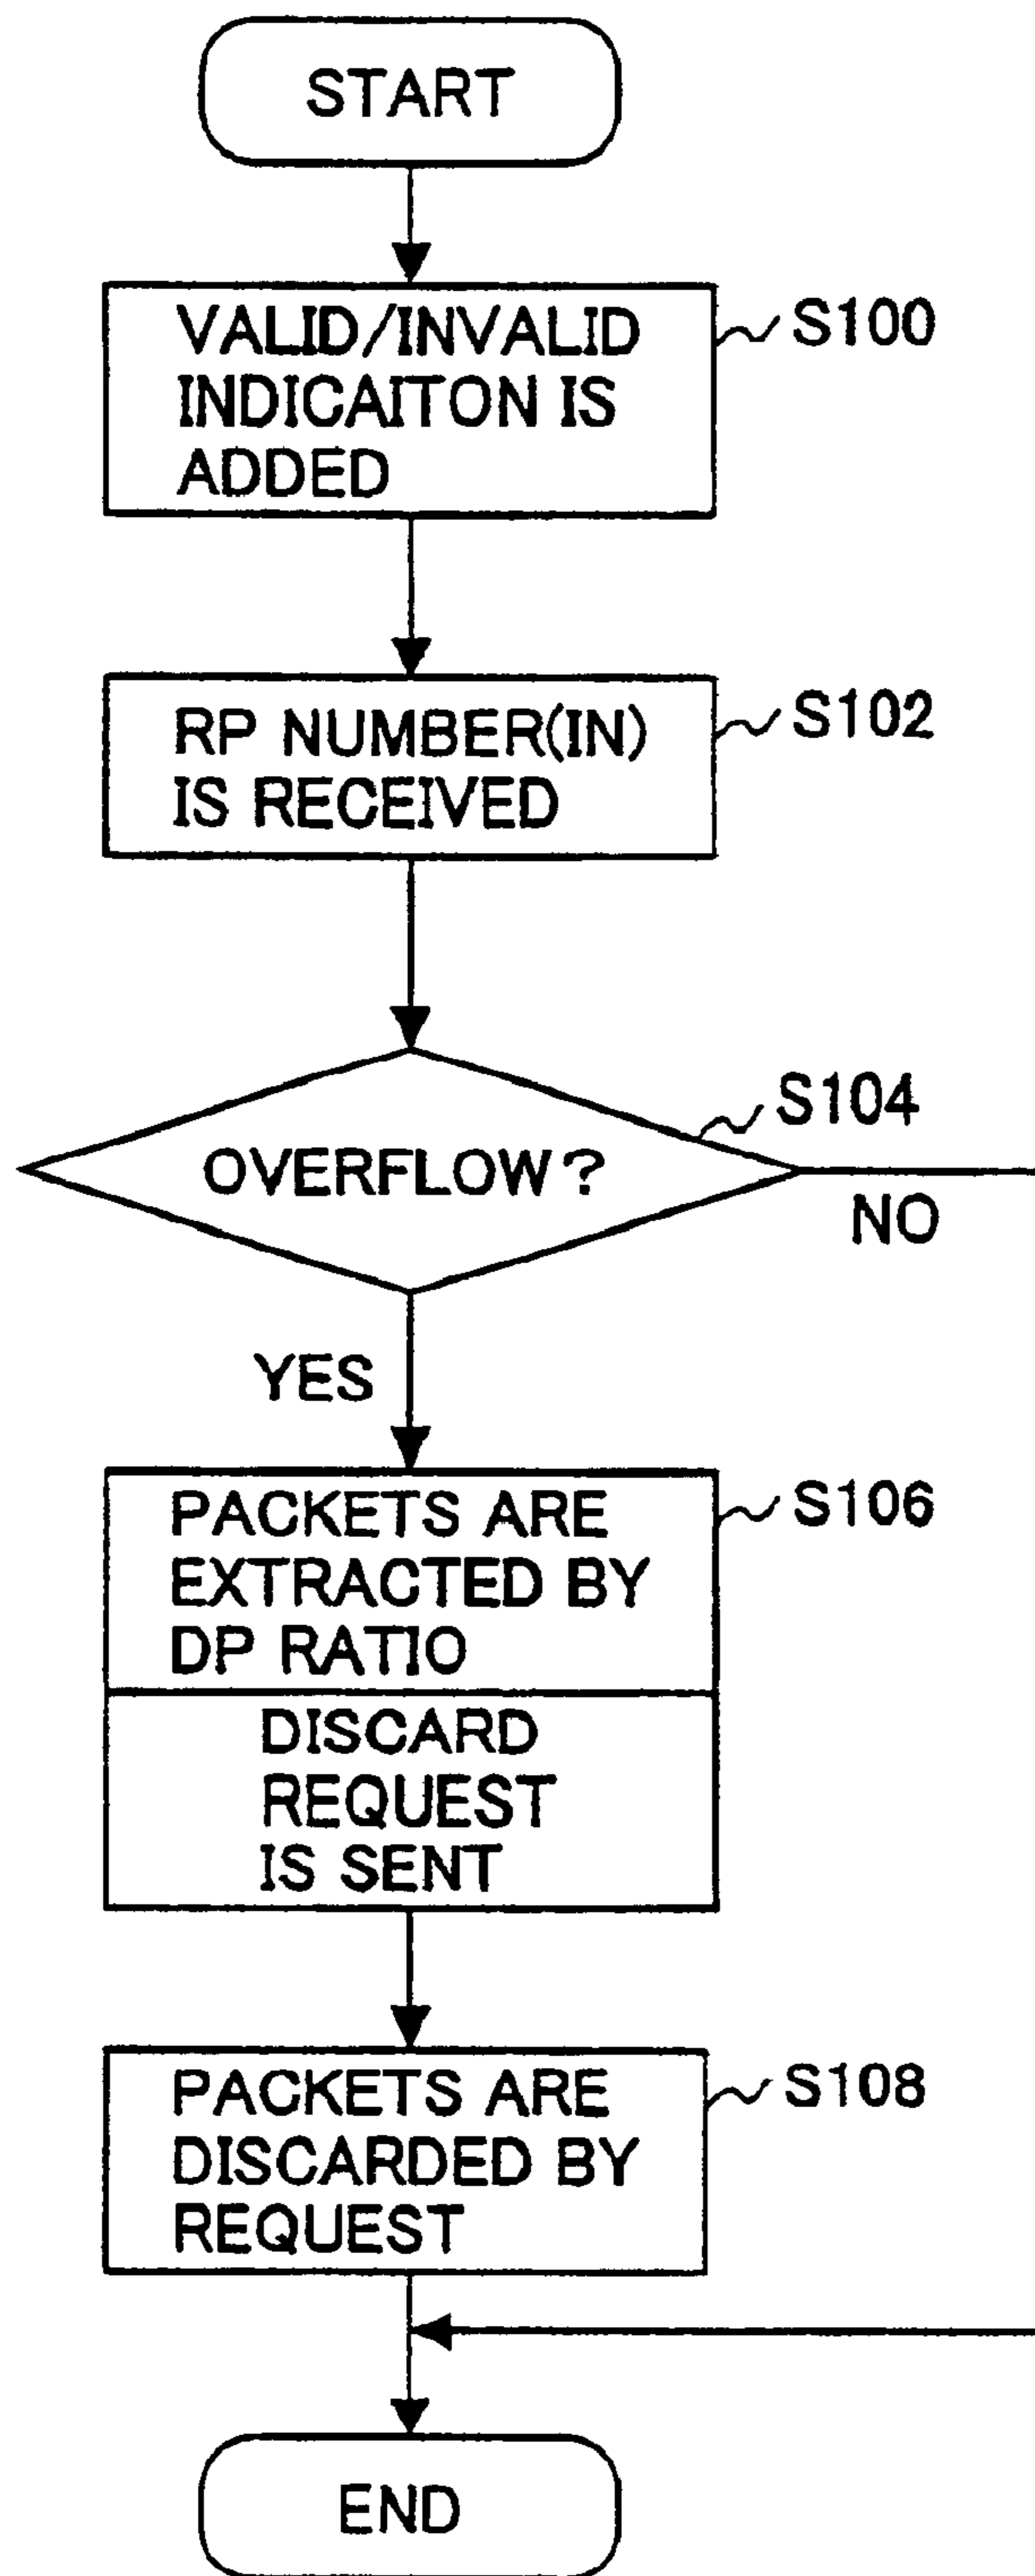 START
VALID/INVALID
INDICAITON IS
ADDED
S100
RP NUMBER(IN)
IS RECEIVED
S102
OVERFLOW?
S104
NO
YES
PACKETS ARE
EXTRACTED BY
DP RATIO
S106
DISCARD
REQUEST
IS SENT
PACKETS ARE
DISCARDED BY
REQUEST
S108
END